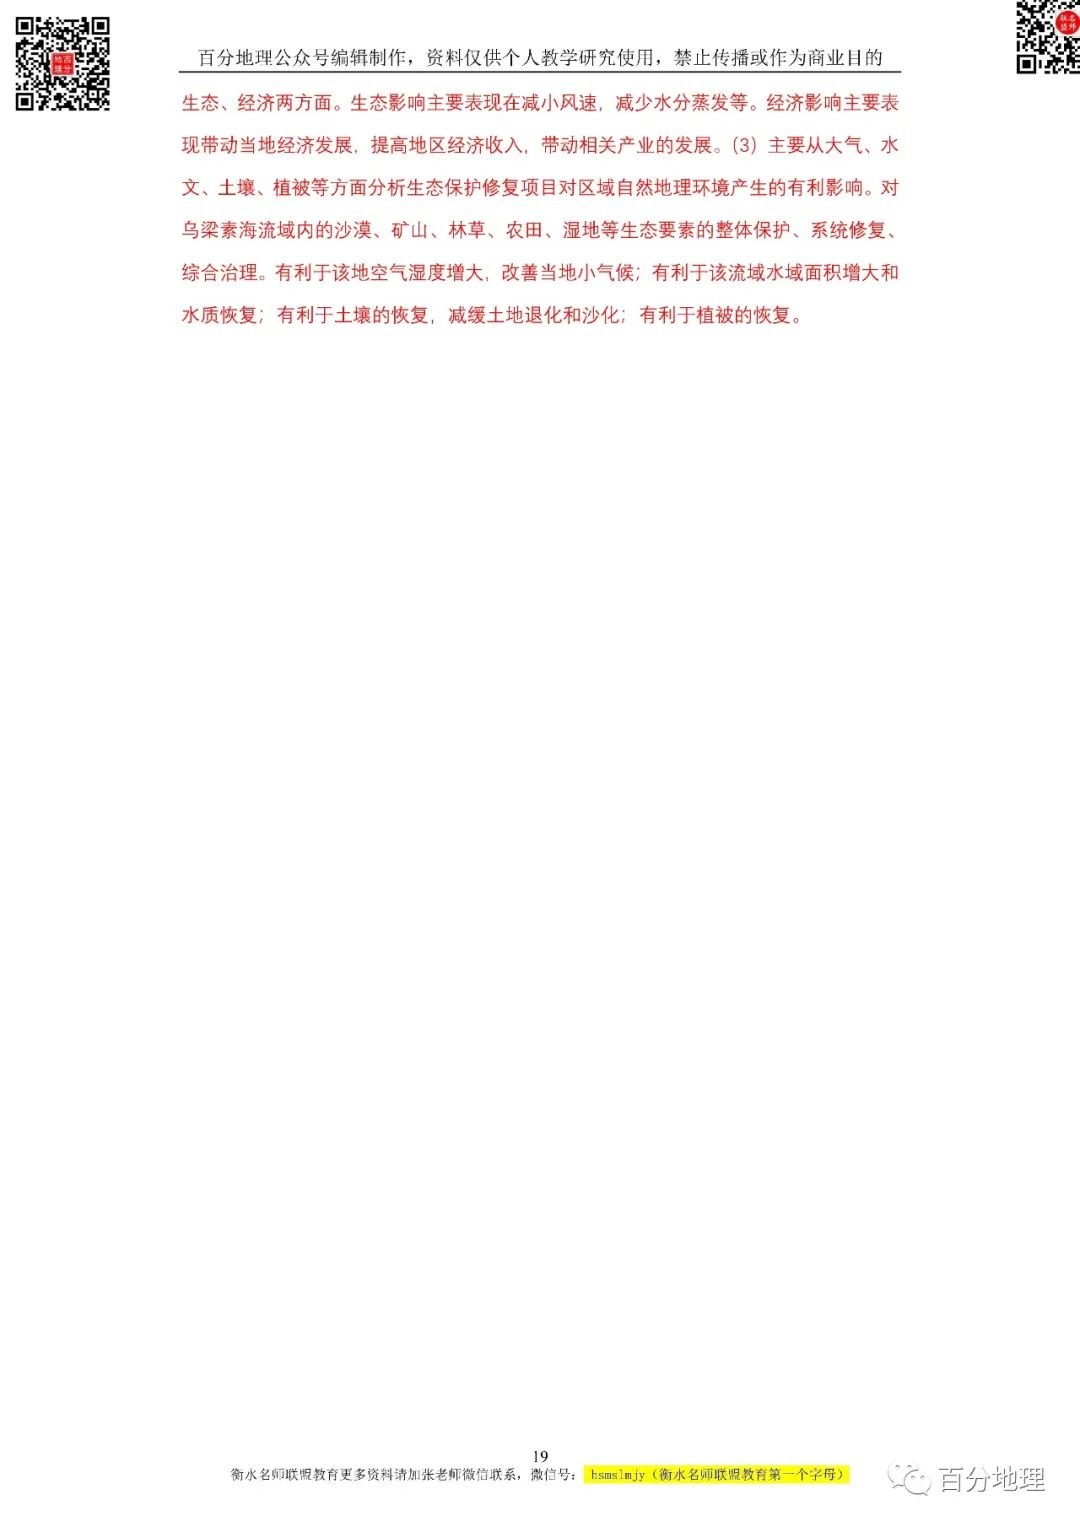 百分地理公众号编辑制作，资料仅供个人教学研究使用，禁止传播或作为商业目的
生态、经济两方面。生态影响主要表现在减小风速，减少水分蒸发等。经济影响主要表
现带动当地经济发展，提高地区经济收入，带动相关产业的发展。（3）主要从大气、水
文、土壤、植被等方面分析生态保护修复项目对区域自然地理环境产生的有利影响。对
乌梁素海流域内的沙漠、矿山、林草、农田、湿地等生态要素的整体保护、系统修复、
综合治理。有利于该地空气湿度增大，改善当地小气候；有利于该流域水域面积增大和
水质恢复；有利于土壤的恢复，减缓土地退化和沙化；有利于植被的恢复。
19
衡水名师联盟教育更多资料请加张老师微信联系，微信号：hsmslmjy（衡水名师联盟教育第一个字母）
百分地理